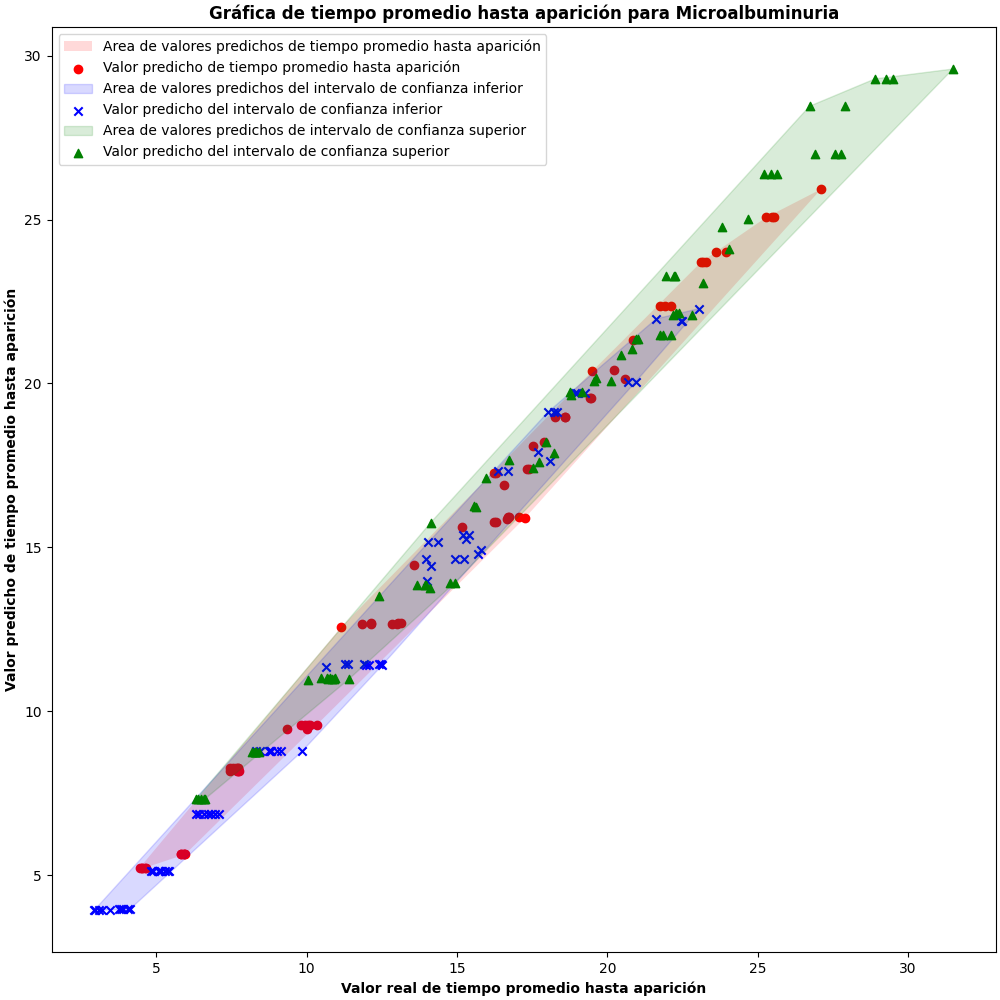 Gráfica de tiempo promedio hasta aparición para Microalbuminuria
Area de valores predichos de tiempo promedio hasta aparición
Valor predicho de tiempo promedio hasta aparición
Area de valores predichos del intervalo de confianza inferior
Valor predicho del intervalo de confianza inferior
Area de valores predichos de intervalo de confianza superior
Valor predicho del intervalo de confianza superior
Valor predicho de tiempo promedio hasta aparición
30
25
20
15
10
5
5 10 15 20 25 30
Valor real de tiempo promedio hasta aparición